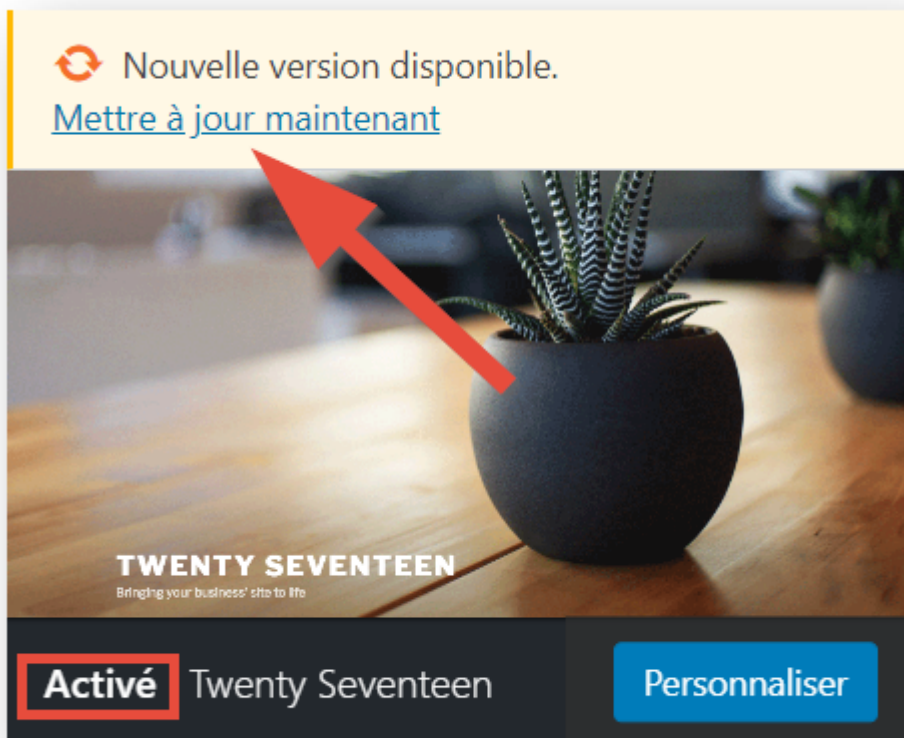 Nouvelle version disponible.
Mettre à jour maintenant
TWENTY SEVENTEEN
Bringing your business' site to life
Activé Twenty Seventeen
Personnaliser